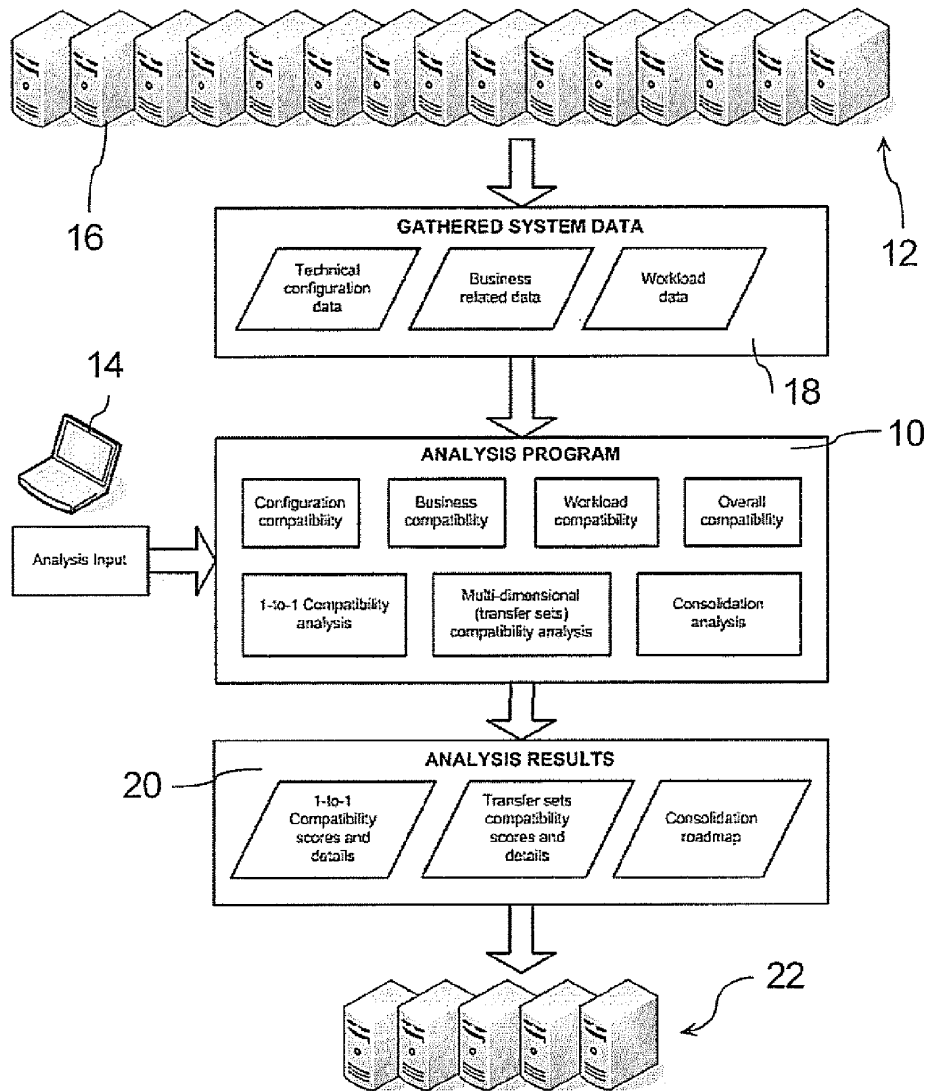 16
12
GATHERED SYSTEM DATA
Technical
configuration
data
Business
related data
Workload
data
18
14
10
ANALYSIS PROGRAM
Configuration
compatibility
Business
compatibility
Workload
compatibility
Overall
compatibility
Analysis Input
1-to-1 Compatibility
analysis
Multi-dimensional
(transfer sets)
compatibility analysis
Consolidation
analysis
20
ANALYSIS RESULTS
1-to-1
Compatibility
scores and
details
Transfer sets
compatibility
scores and
details
Consolidation
roadmap
22